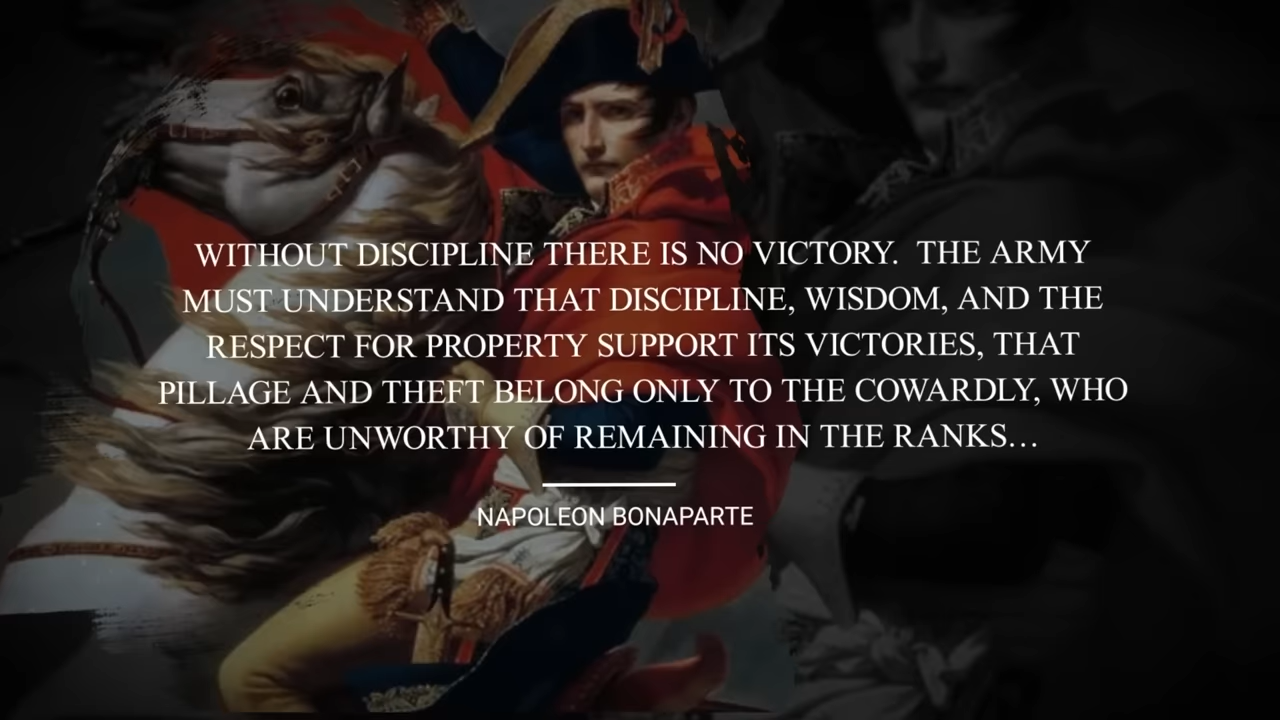 WITHOUT DISCIPLINE THERE IS NO VICTORY.  THE ARMY
MUST UNDERSTAND THAT DISCIPLINE, WISDOM, AND THE
RESPECT FOR PROPERTY SUPPORT ITS VICTORIES, THAT
PILLAGE AND THEFT BELONG ONLY TO THE COWARDLY, WHO
ARE UNWORTHY OF REMAINING IN THE RANKS…
NAPOLEON BONAPARTE